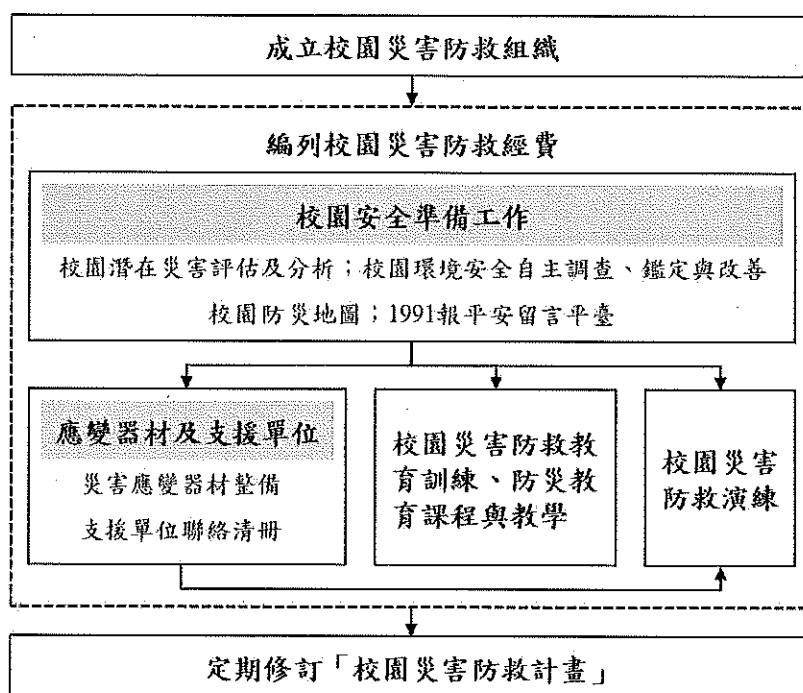 成立校園災害防救組織
編列校園災害防救經費
校園安全準備工作
校園潛在災害評估及分析；校園環境安全自主調查、鑑定與改善
校園防災地圖；1991報平安留言平臺
應變器材及支援單位
災害應變器材整備
支援單位聯絡清冊
校園災害防救教
育訓練、防災教
育課程與教學
校園災害
防救演練
定期修訂「校園災害防救計畫」